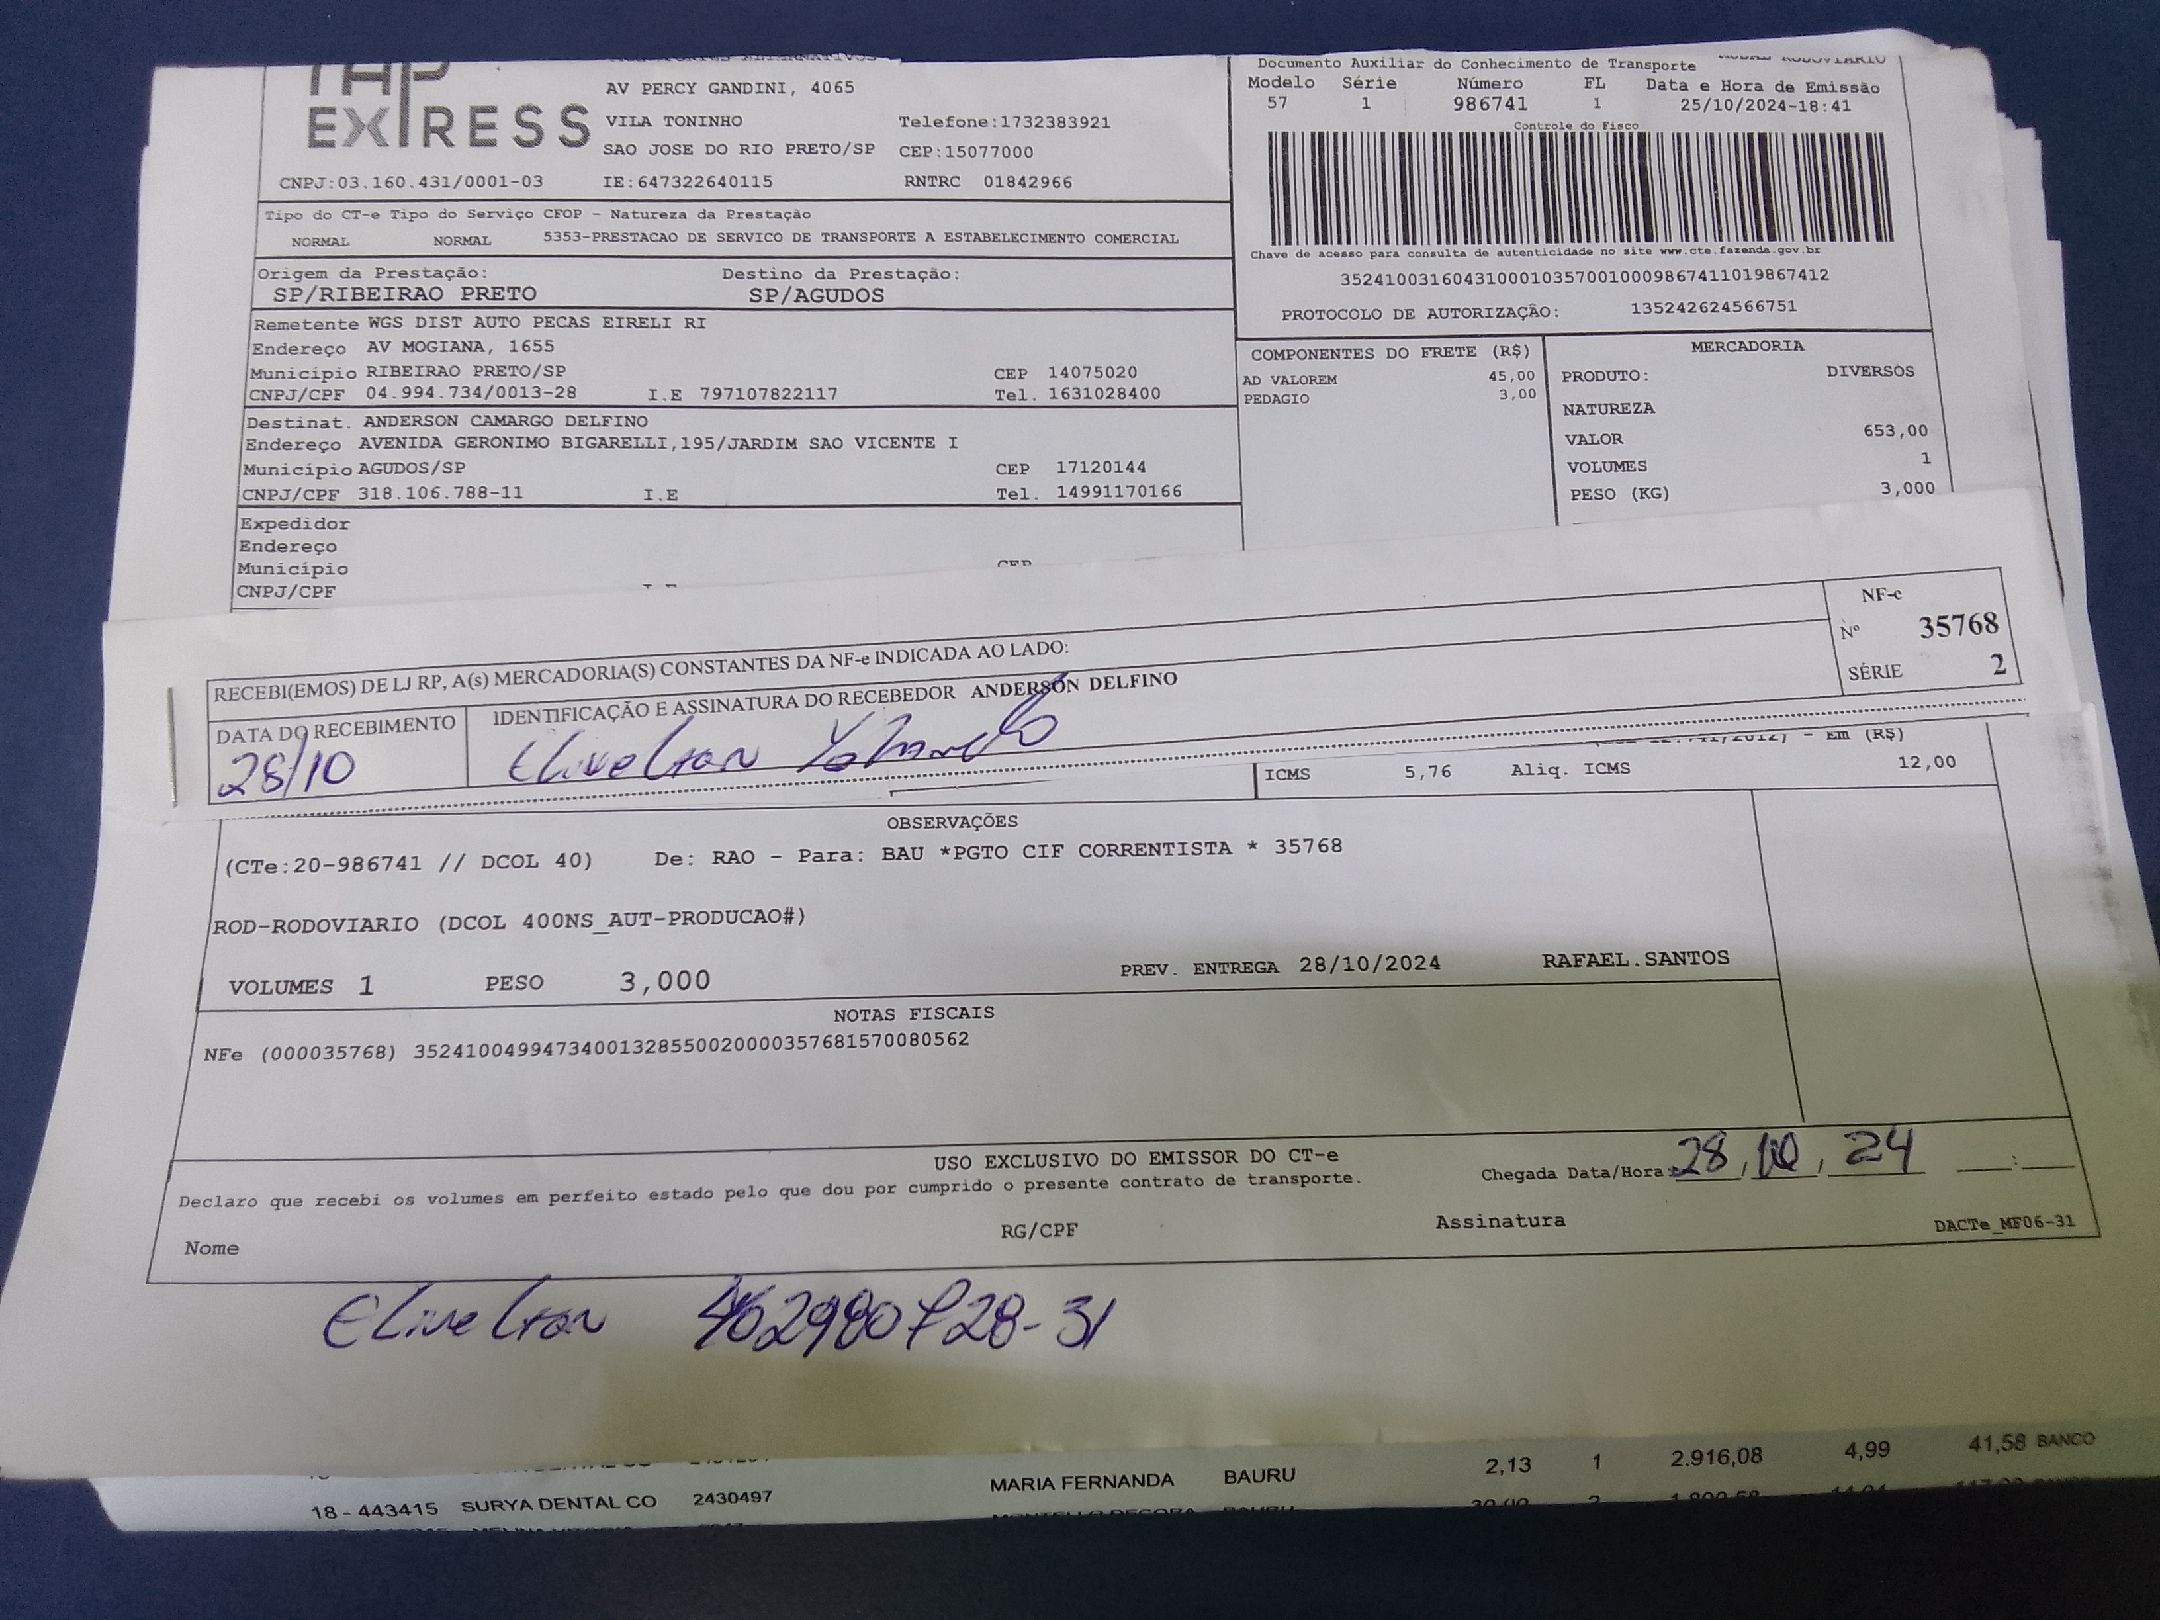 EXPRESS
AV PERCY GANDINI, 4065
VILA TONINHO Telefone:1732383921
SAO JOSE DO RIO PRETO/SP CEP:15077000
CNPJ:03.160.431/0001-03 IE:647322640115 RNTRC 01842966
Documento Auxiliar do Conhecimento de Transporte MODAL RODOVIARIO
Modelo Série Número FL Data e Hora de Emissão
57 1 986741 1 25/10/2024-18:41
Controle do Fisco
Chave de acesso para consulta de autenticidade no site www.cte.fazenda.gov.br
35241003160431000103570010009867411019867412
PROTOCOLO DE AUTORIZAÇÃO: 135242624566751
Tipo do CT-e Tipo do Serviço CFOP - Natureza da Prestação
NORMAL NORMAL 5353-PRESTACAO DE SERVICO DE TRANSPORTE A ESTABELECIMENTO COMERCIAL
Origem da Prestação: Destino da Prestação:
SP/RIBEIRAO PRETO SP/AGUDOS
Remetente WGS DIST AUTO PECAS EIRELI RI
Endereço AV MOGIANA, 1655
Município RIBEIRAO PRETO/SP CEP 14075020
CNPJ/CPF 04.994.734/0013-28 I.E 797107822117 Tel. 1631028400
Destinat. ANDERSON CAMARGO DELFINO
Endereço AVENIDA GERONIMO BIGARELLI,195/JARDIM SAO VICENTE I
Município AGUDOS/SP CEP 17120144
CNPJ/CPF 318.106.788-11 I.E Tel. 14991170166
Expedidor
Endereço
Município
CNPJ/CPF
COMPONENTES DO FRETE (R$)
AD VALOREM 45,00
PEDAGIO 3,00
MERCADORIA
PRODUTO: DIVERSOS
NATUREZA
VALOR 653,00
VOLUMES 1
PESO (KG) 3,000
RECEBI(EMOS) DE LJ RP, A(s) MERCADORIA(S) CONSTANTES DA NF-e INDICADA AO LADO:
DATA DO RECEBIMENTO IDENTIFICAÇÃO E ASSINATURA DO RECEBEDOR ANDERSON DELFINO
28/10 Elivelton
NF-e
Nº 35768
SÉRIE 2
- Em (R$)
ICMS 5,76 Aliq. ICMS 12,00
OBSERVAÇÕES
(CTe:20-986741 // DCOL 40) De: RAO - Para: BAU *PGTO CIF CORRENTISTA * 35768
ROD-RODOVIARIO (DCOL 400NS_AUT-PRODUCAO#)
VOLUMES 1 PESO 3,000 PREV. ENTREGA 28/10/2024 RAFAEL.SANTOS
NOTAS FISCAIS
NFe (000035768) 35241004994734001328550020000357681570080562
USO EXCLUSIVO DO EMISSOR DO CT-e
Declaro que recebi os volumes em perfeito estado pelo que dou por cumprido o presente contrato de transporte. Chegada Data/Hora: 28, 10, 24 :
Nome RG/CPF Assinatura DACTe_MF06-31
Elivelton 462980728-31
MARIA FERNANDA BAURU 2,13 1 2.916,08 4,99 41,58 BANCO
18 - 443415 SURYA DENTAL CO 2430497